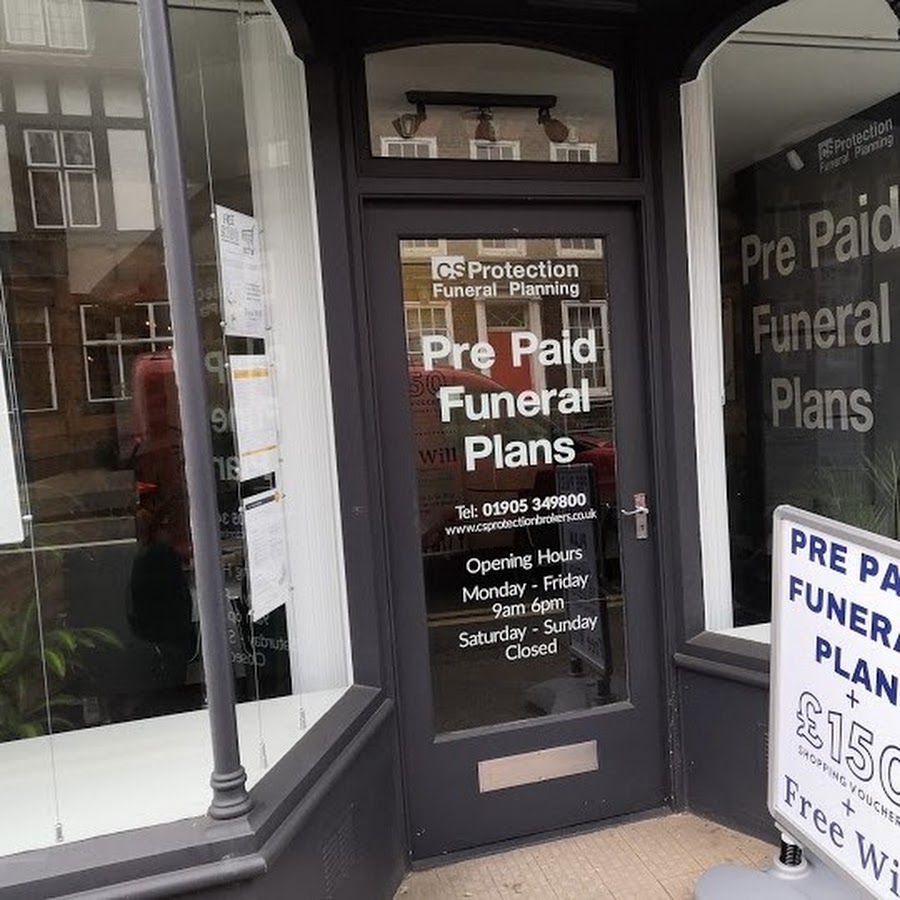 CS Protection
Funeral Planning
Pre Paid
Funeral
Plans
Tel: 01905 349800
www.csprotectionbrokers.co.uk
Opening Hours
Monday - Friday
9am 6pm
Saturday - Sunday
Closed
CS Protection
Funeral Planning
Pre Paid
Funeral
Plans
PRE PA
FUNERA
PLAN
+
£150
SHOPPING VOUCHER
+
Free Wi
FREE